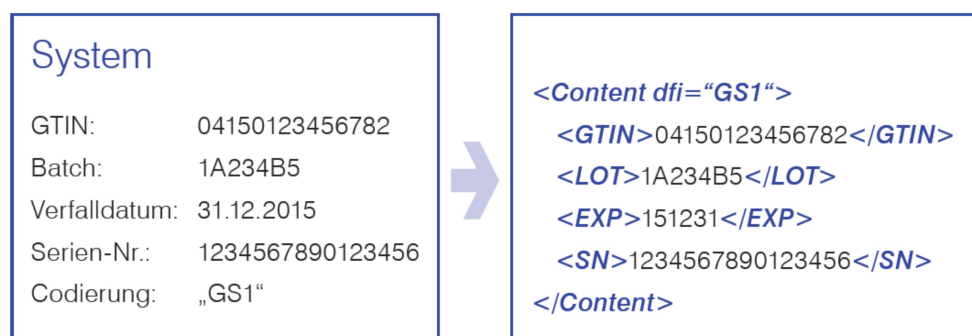 System
GTIN: 04150123456782
Batch: 1A234B5
Verfalldatum: 31.12.2015
Serien-Nr.: 1234567890123456
Codierung: „GS1“
<Content dfi=“GS1“>
<GTIN>04150123456782</GTIN>
<LOT>1A234B5</LOT>
<EXP>151231</EXP>
<SN>1234567890123456</SN>
</Content>